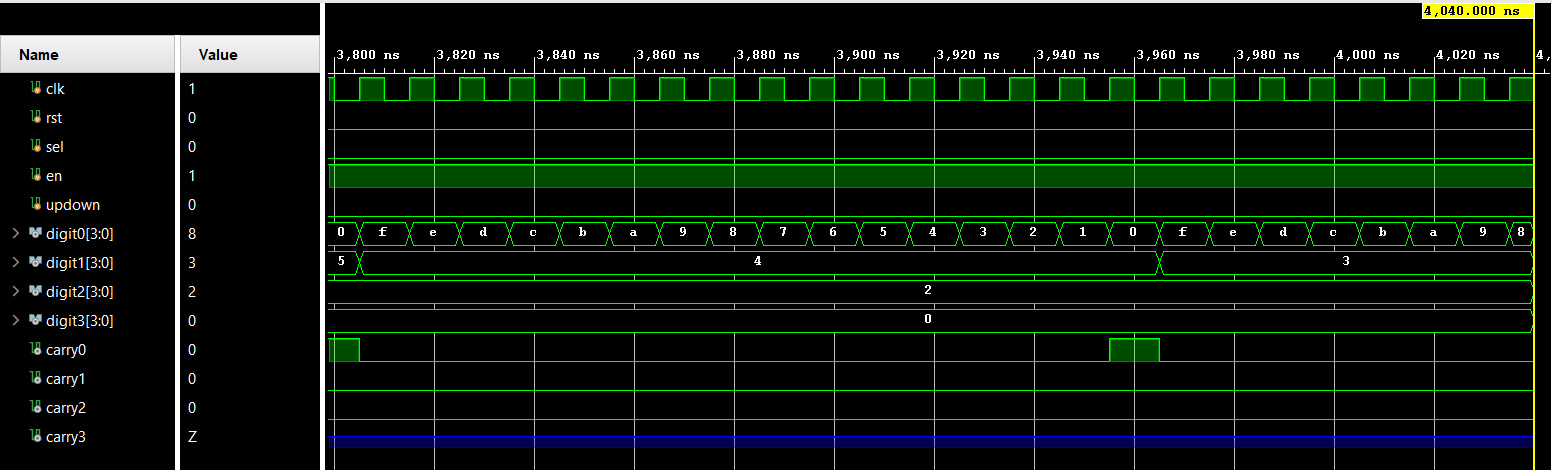 4,040.000 ns
Name Value
3,800 ns 3,820 ns 3,840 ns 3,860 ns 3,880 ns 3,900 ns 3,920 ns 3,940 ns 3,960 ns 3,980 ns 4,000 ns 4,020 ns 4,
clk 1
rst 0
sel 0
en 1
updown 0
digit0[3:0] 8 0 f e d c b a 9 8 7 6 5 4 3 2 1 0 f e d c b a 9 8
digit1[3:0] 3 5 4 3
digit2[3:0] 2 2
digit3[3:0] 0 0
carry0 0
carry1 0
carry2 0
carry3 Z